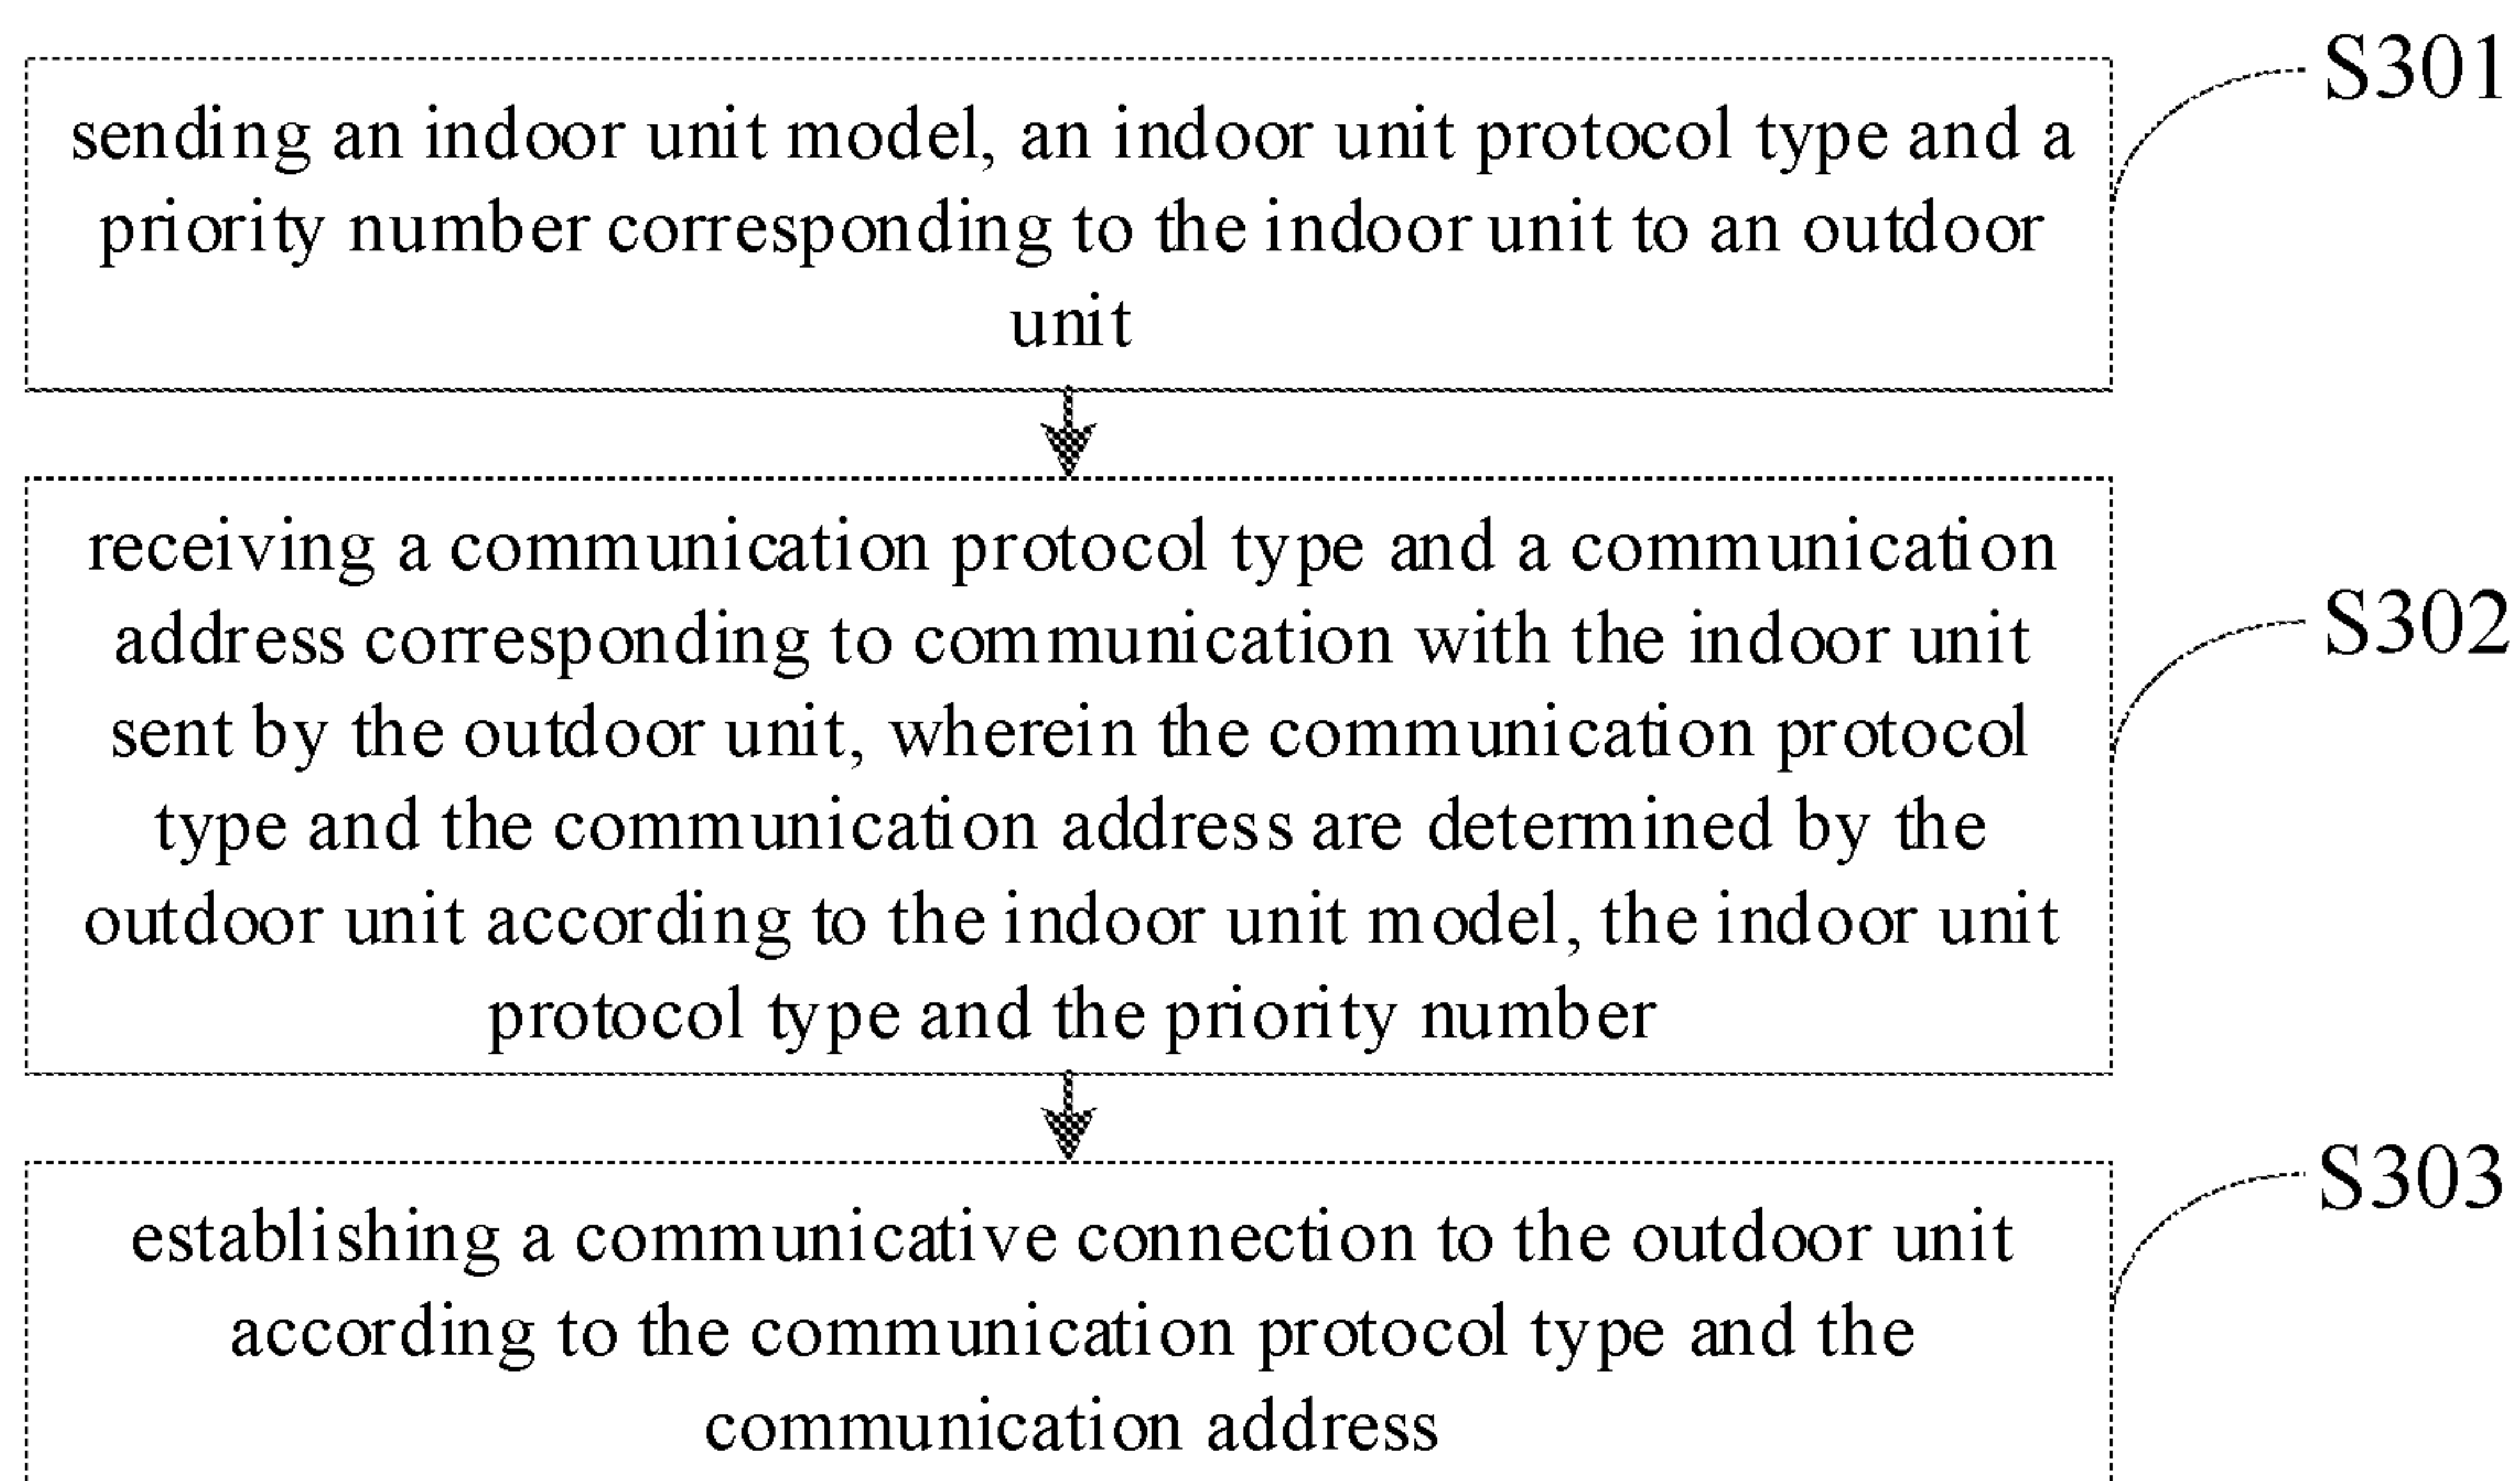 S301
sending an indoor unit model, an indoor unit protocol type and a
priority number corresponding to the indoor unit to an outdoor
unit
receiving a communication protocol type and a communication
address corresponding to communication with the indoor unit
S302
sent by the outdoor unit, wherein the communication protocol
type and the communication address are determined by the
outdoor unit according to the indoor unit model, the indoor unit
protocol type and the priority number
S303
establishing a communicative connection to the outdoor unit
according to the communication protocol type and the
communication address